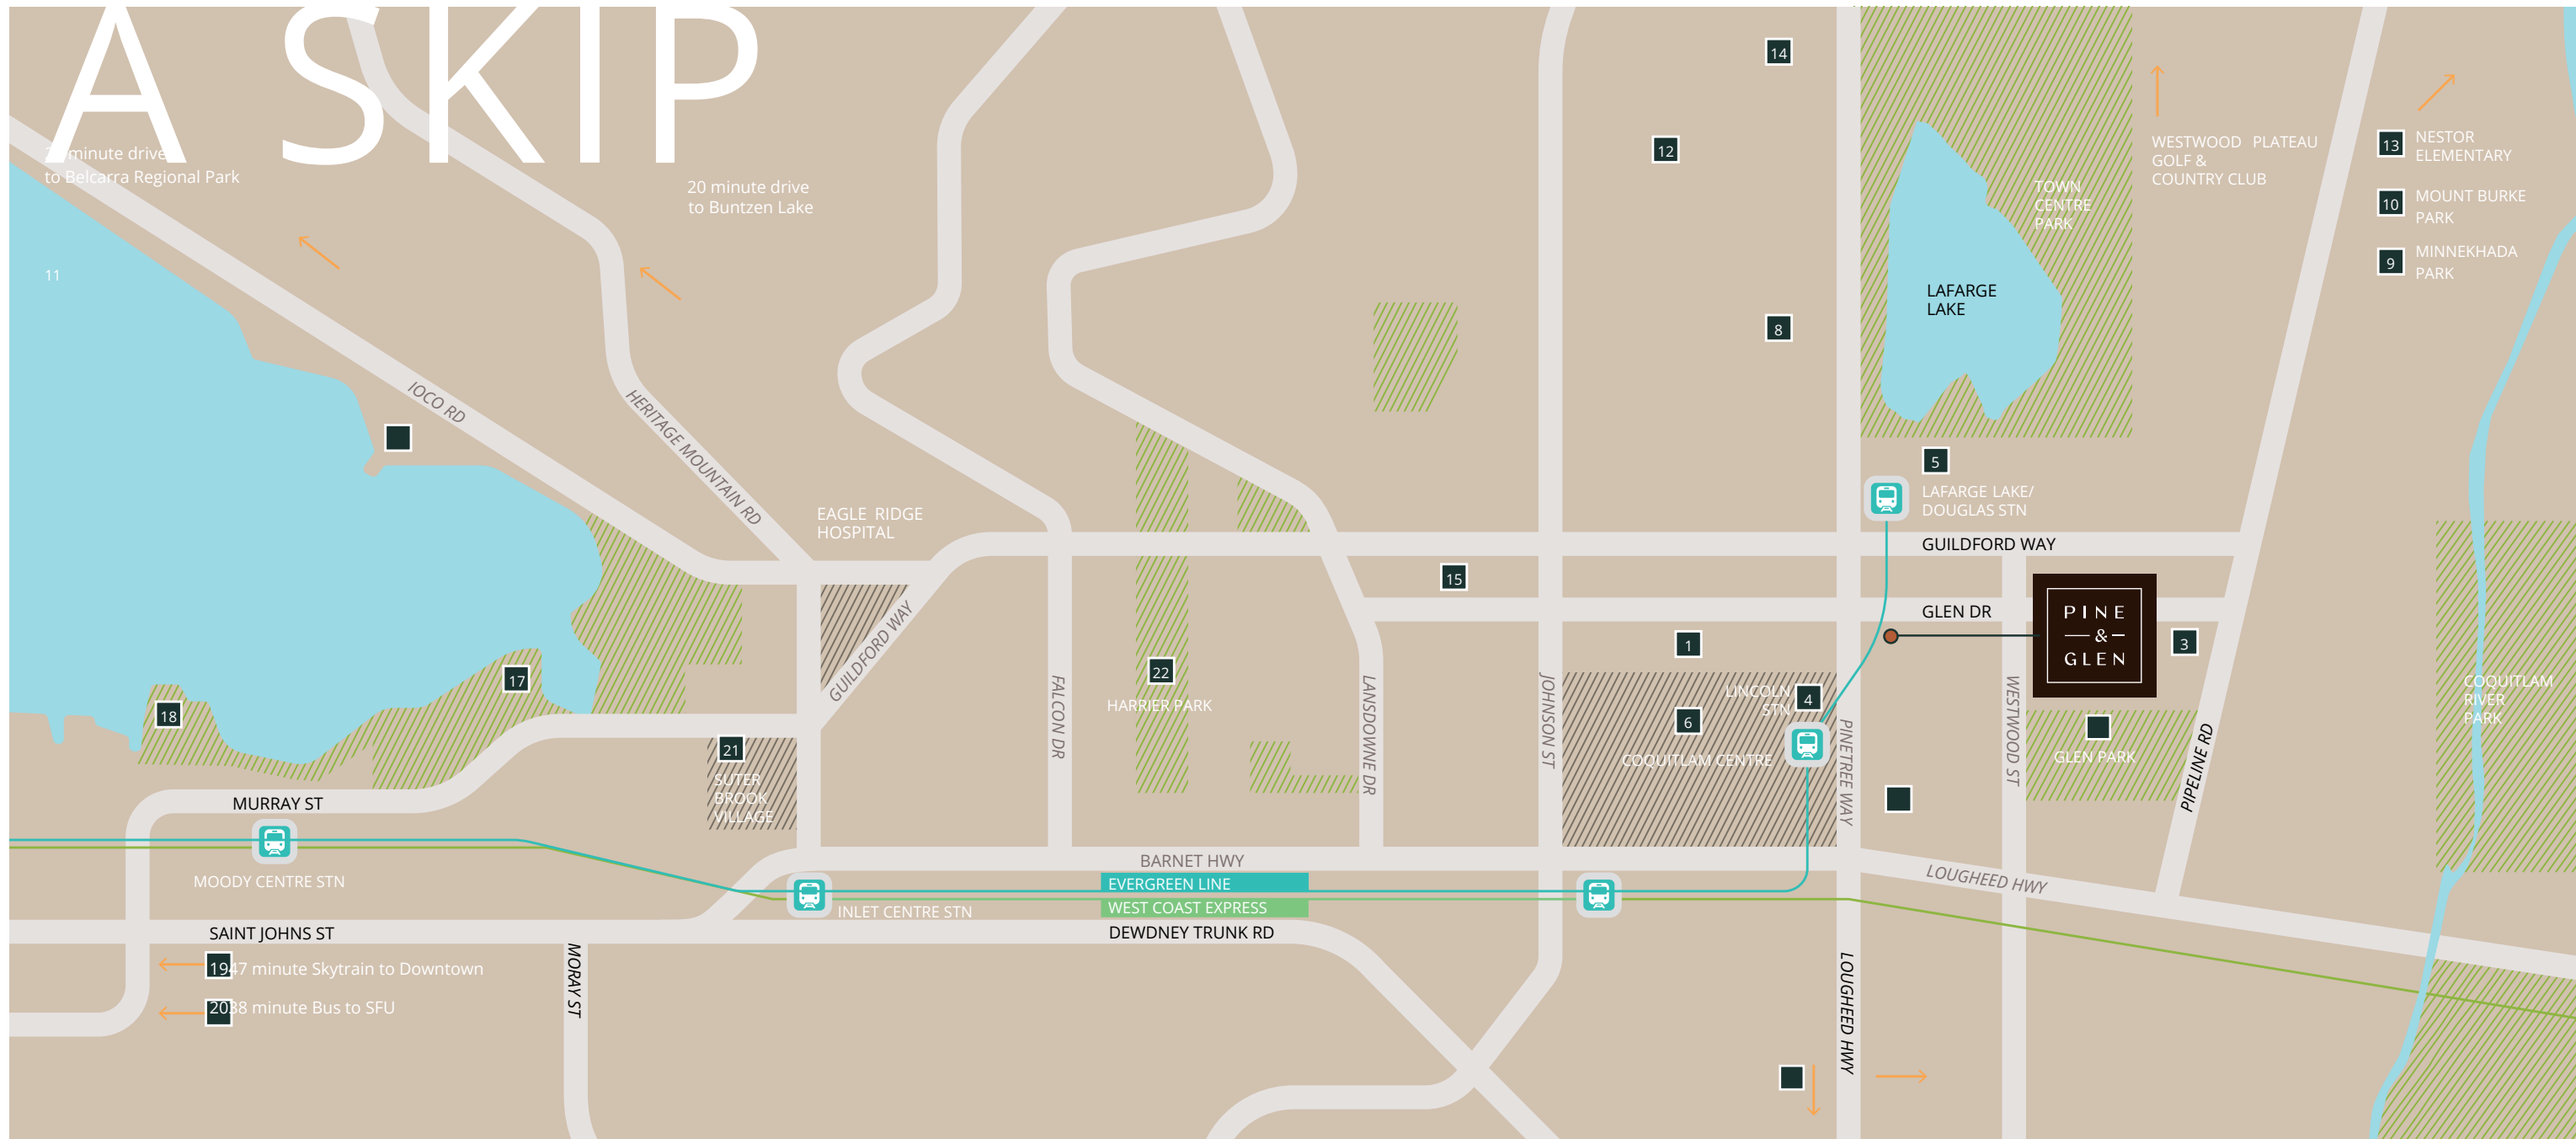 A SKIP
minute drive
to Belcarra Regional Park
20 minute drive
to Buntzen Lake
11
14
12
8
WESTWOOD PLATEAU
GOLF &
COUNTRY CLUB
13
NESTOR
ELEMENTARY
10
MOUNT BURKE
PARK
9
MINNEKHADA
PARK
TOWN
CENTRE
PARK
LAFARGE
LAKE
IOCO RD
HERITAGE MOUNTAIN RD
EAGLE RIDGE
HOSPITAL
5
LAFARGE LAKE/
DOUGLAS STN
GUILDFORD WAY
15
GLEN DR
PINE
&
GLEN
1
3
GUILDFORD WAY
17
18
22
HARRIER PARK
FALCON DR
LANSDOWNE DR
JOHNSON ST
LINCOLN
STN
4
6
COQUITLAM CENTRE
PINETREE WAY
WESTWOOD ST
GLEN PARK
PIPELINE RD
COQUITLAM
RIVER
PARK
21
SUTER
BROOK
VILLAGE
MURRAY ST
MOODY CENTRE STN
BARNET HWY
EVERGREEN LINE
WEST COAST EXPRESS
INLET CENTRE STN
LOUGHEED HWY
SAINT JOHNS ST
DEWDNEY TRUNK RD
1947 minute Skytrain to Downtown
2038 minute Bus to SFU
MORAY ST
LOUGHEED HWY